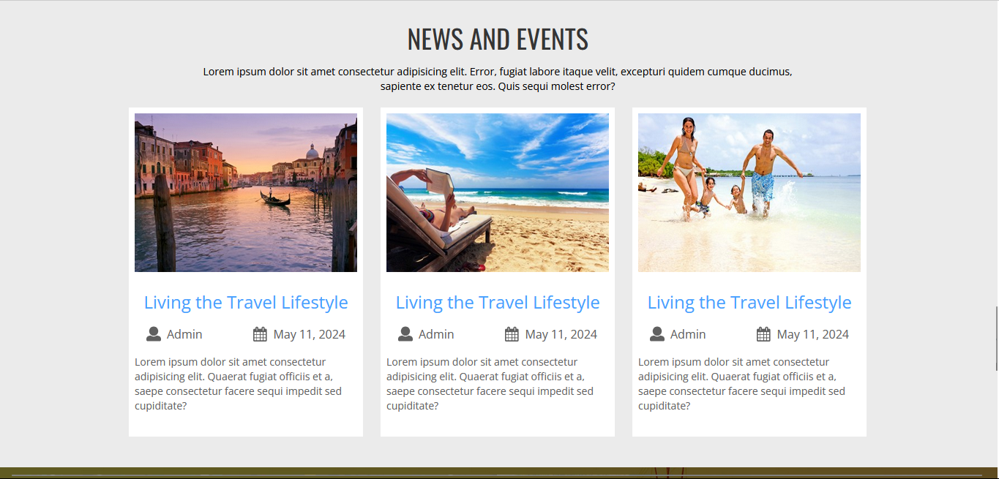 NEWS AND EVENTS
Lorem ipsum dolor sit amet consectetur adipisicing elit. Error, fugiat labore itaque velit, excepturi quidem cumque ducimus,
sapiente ex tenetur eos. Quis sequi molest error?
Living the Travel Lifestyle
Admin May 11, 2024
Lorem ipsum dolor sit amet consectetur
adipisicing elit. Quaerat fugiat officiis et a,
saepe consectetur facere sequi impedit sed
cupiditate?
Living the Travel Lifestyle
Admin May 11, 2024
Lorem ipsum dolor sit amet consectetur
adipisicing elit. Quaerat fugiat officiis et a,
saepe consectetur facere sequi impedit sed
cupiditate?
Living the Travel Lifestyle
Admin May 11, 2024
Lorem ipsum dolor sit amet consectetur
adipisicing elit. Quaerat fugiat officiis et a,
saepe consectetur facere sequi impedit sed
cupiditate?